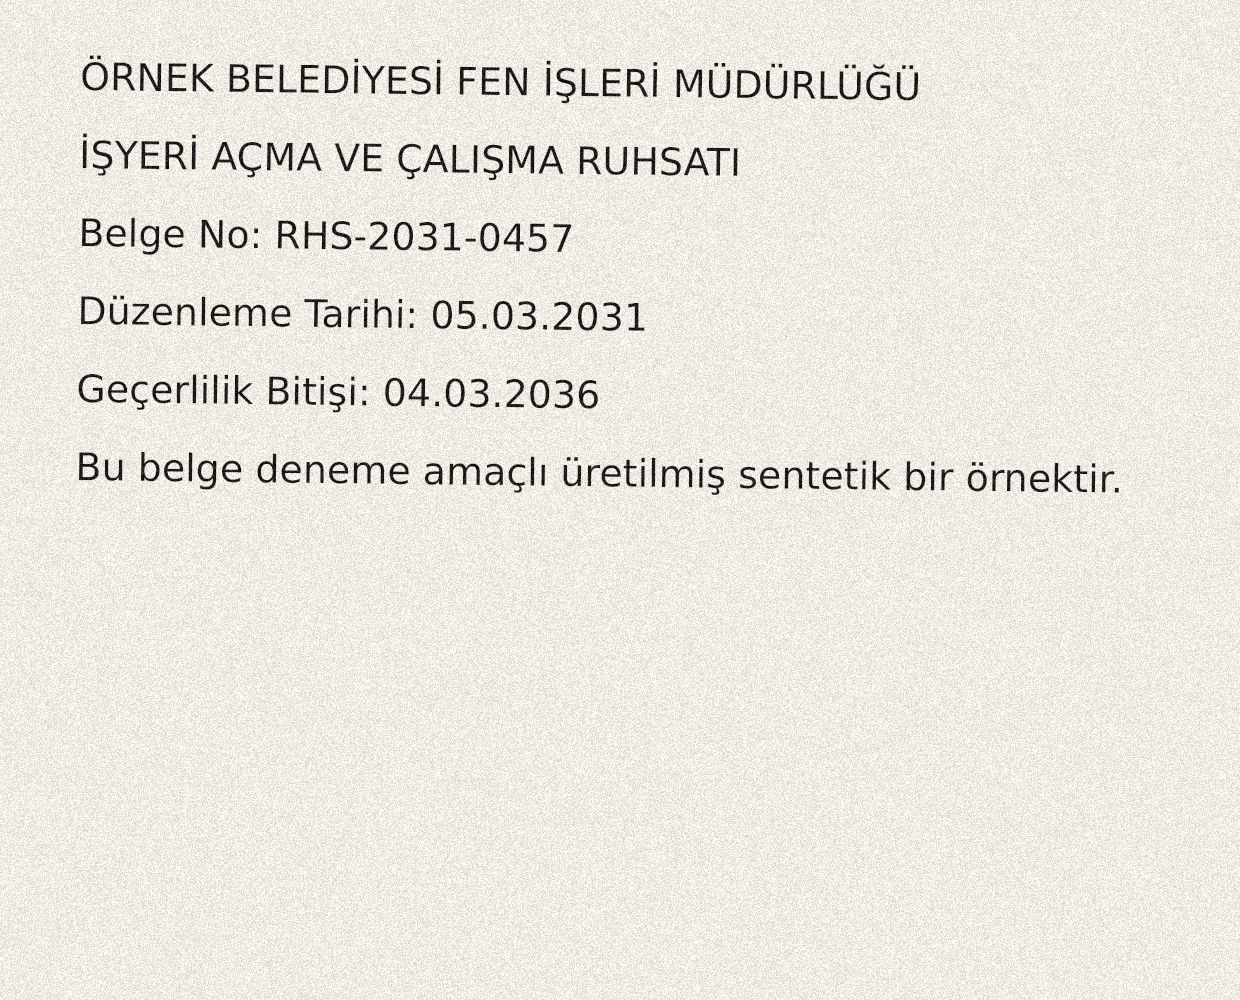 ÖRNEK BELEDİYESİ FEN İŞLERİ MÜDÜRLÜĞÜ
İŞYERİ AÇMA VE ÇALIŞMA RUHSATI
Belge No: RHS-2031-0457
Düzenleme Tarihi: 05.03.2031
Geçerlilik Bitişi: 04.03.2036
Bu belge deneme amaçlı üretilmiş sentetik bir örnektir.